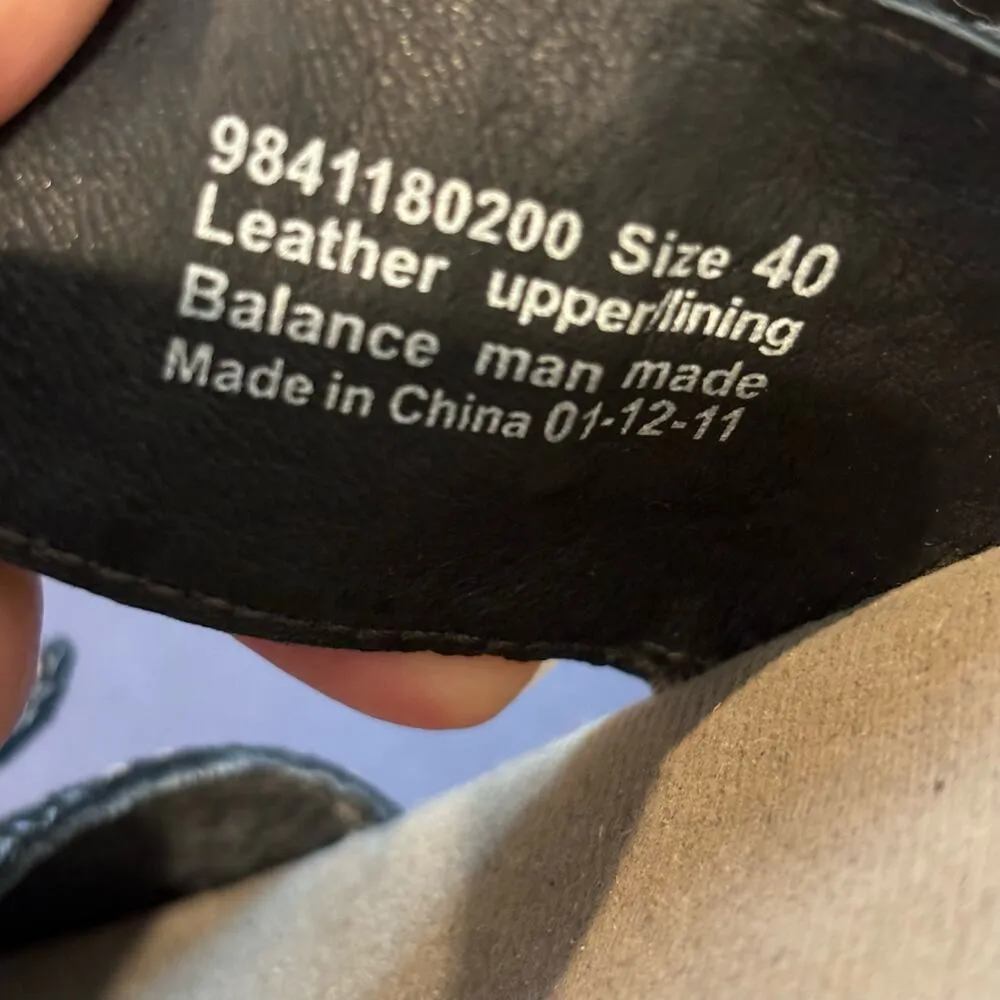 9841180200 Size 40
Leather upper/lining
Balance man made
Made in China 01-12-11